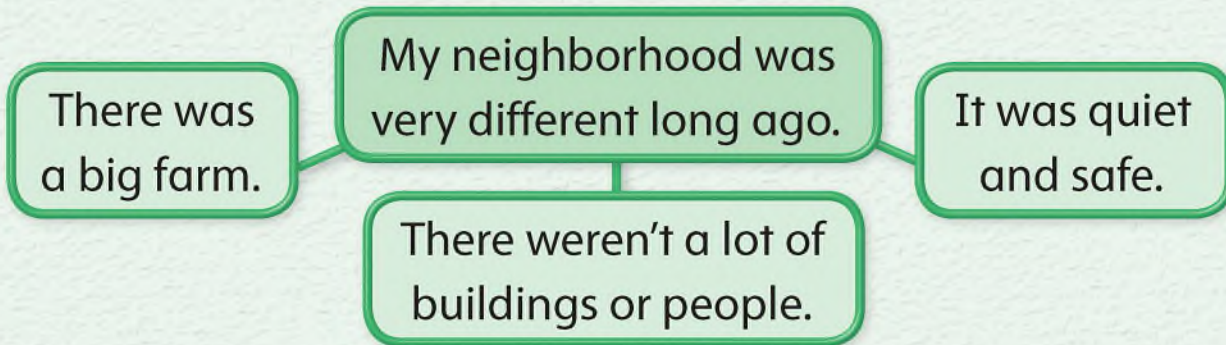 My neighborhood was
very different long ago.
There was
a big farm.
There weren't a lot of
buildings or people.
It was quiet
and safe.